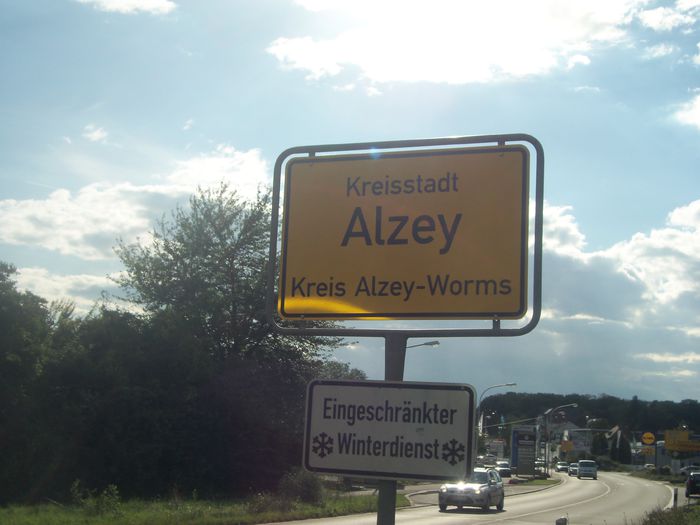 Kreisstadt
Alzey
Kreis Alzey-Worms
Eingeschränkter
Winterdienst